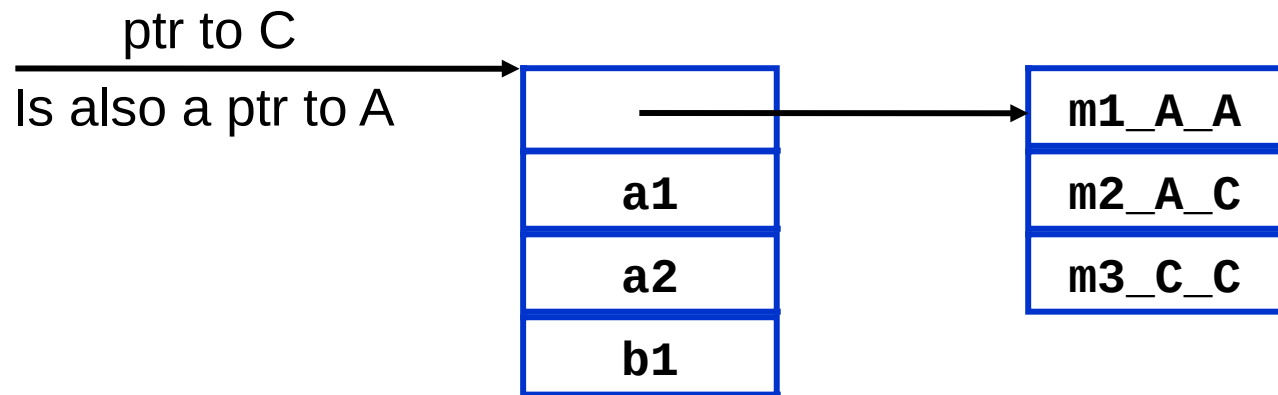 ptr to C
Is also a ptr to A
m1_A_A
a1
m2_A_C
a2
m3_C_C
b1